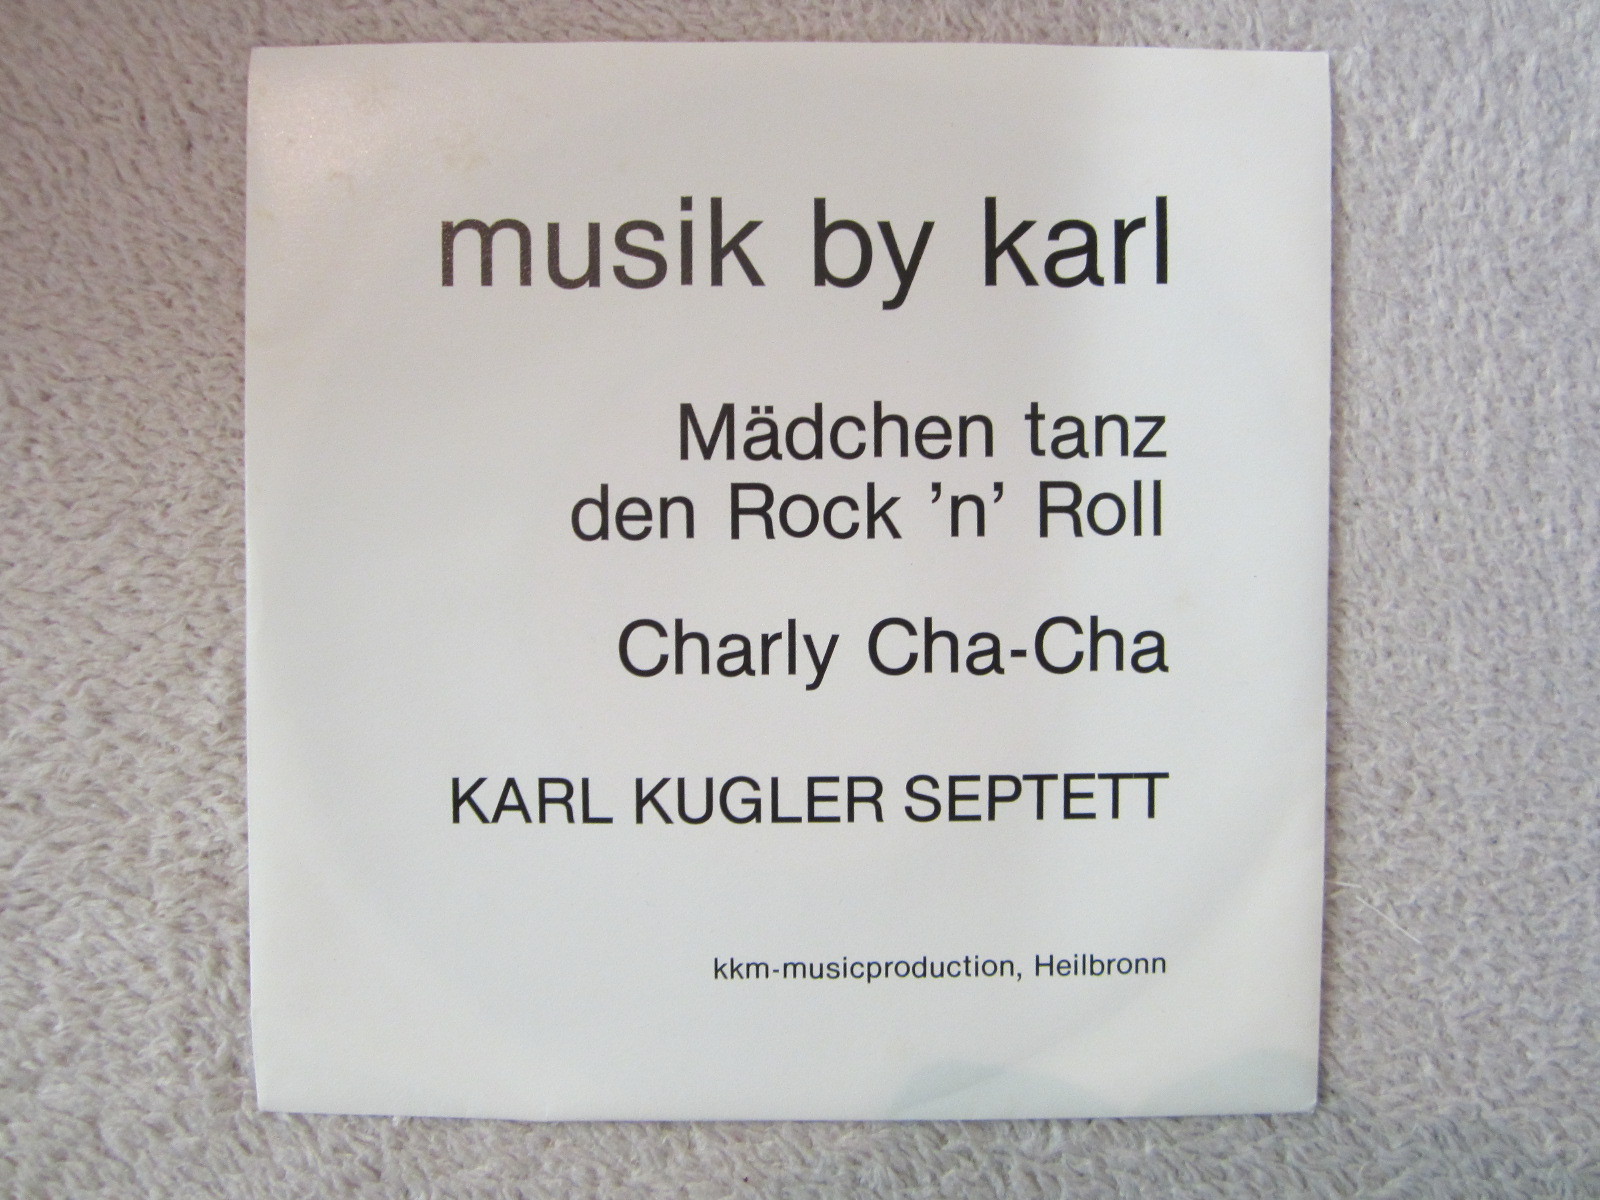 musik by karl
Mädchen tanz
den Rock 'n' Roll
Charly Cha-Cha
KARL KUGLER SEPTETT
kkm-musicproduction, Heilbronn